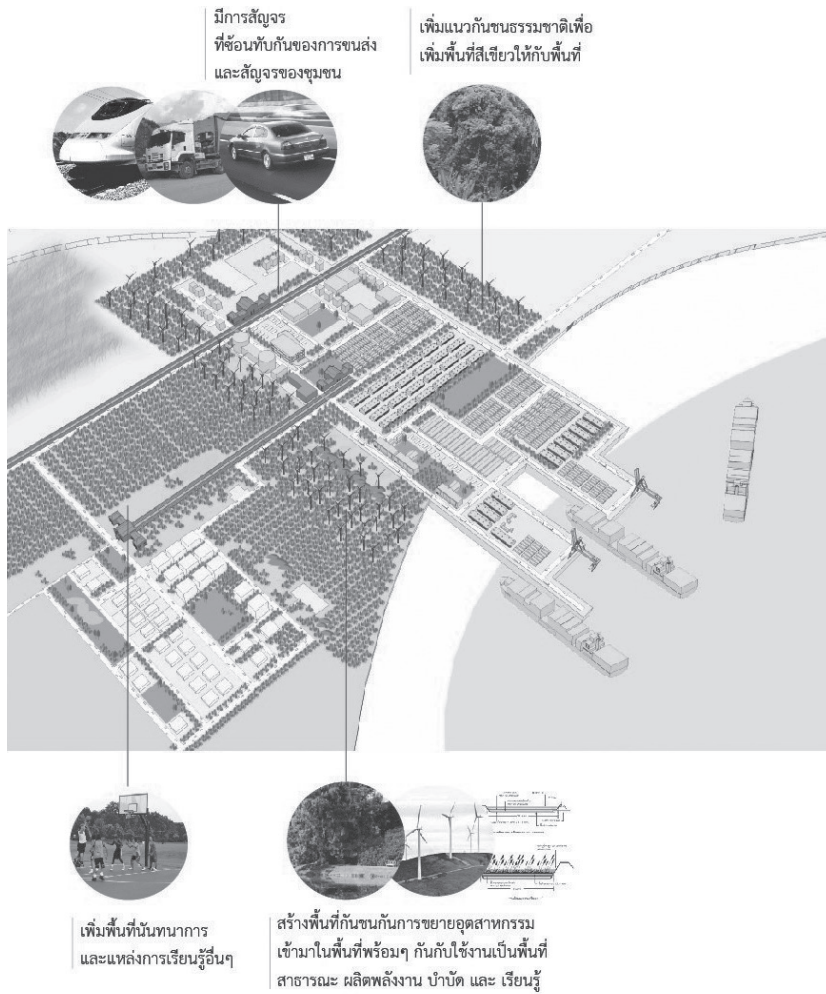 มีการสัญจร
ที่ซ้อนทับกันของการขนส่ง
และสัญจรของชุมชน
เพิ่มแนวกันชนธรรมชาติเพื่อ
เพิ่มพื้นที่สีเขียวให้กับพื้นที่
เพิ่มพื้นที่นันทนาการ
และแหล่งการเรียนรู้อื่นๆ
สร้างพื้นที่กันชนกันการขยายอุตสาหกรรม
เข้ามาในพื้นที่พร้อมๆ กันกับใช้งานเป็นพื้นที่
สาธารณะ ผลิตพลังงาน บำบัด และ เรียนรู้